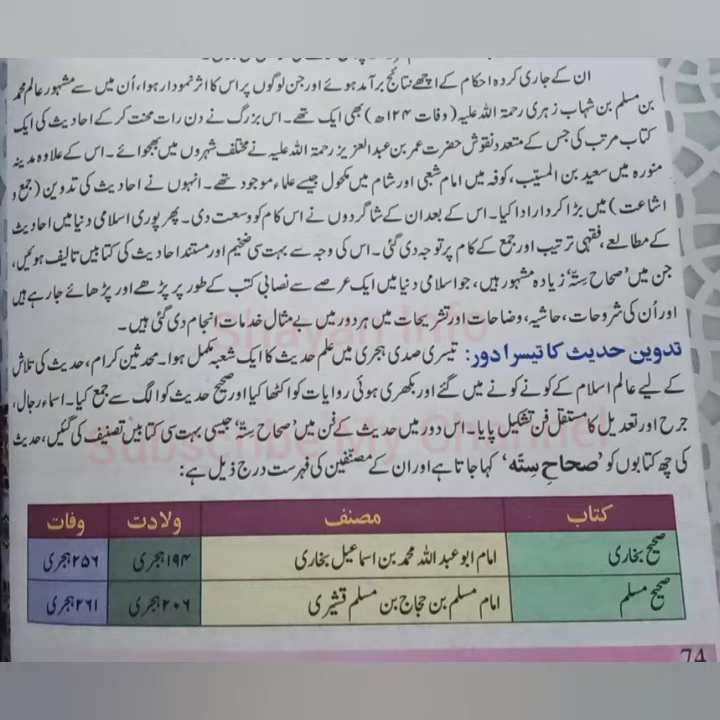 ان کے جاری کردہ احکام کے اچھے نتائج برآمد ہوئے اور جن لوگوں پر اس کا اثر نمودار ہوا، اُن میں سے مشہور عالم محمد
بن مسلم بن شہاب زہری رحمۃ اللہ علیہ (وفات ۱۲۴ھ) بھی ایک تھے۔ اس بزرگ نے دن رات محنت کر کے احادیث کی ایک
کتاب مرتب کی جس کے متعدد نقوش حضرت عمر بن عبدالعزیز رحمۃ اللہ علیہ نے مختلف شہروں میں بھجوائے۔ اس کے علاوہ مدینہ
منورہ میں سعید بن المسیّب، کوفہ میں امام شعبی اور شام میں مکحول جیسے علماء موجود تھے۔ انہوں نے احادیث کی تدوین (جمع و
اشاعت) میں بڑا کردار ادا کیا۔ اس کے بعد ان کے شاگردوں نے اس کام کو وسعت دی۔ پھر پوری اسلامی دنیا میں احادیث
کے مطالعے، فقہی ترتیب اور جمع کے کام پر توجہ دی گئی۔ اس کی وجہ سے بہت سی ضخیم اور مستند احادیث کی کتابیں تالیف ہوئیں،
جن میں 'صحاح سِتّہ' زیادہ مشہور ہیں، جو اسلامی دنیا میں ایک عرصے سے نصابی کتب کے طور پر پڑھے اور پڑھائے جا رہے ہیں
اور اُن کی شروحات، حاشیہ، وضاحات اور تشریحات میں ہر دور میں بے مثال خدمات انجام دی گئی ہیں۔
تدوین حدیث کا تیسرا دور: تیسری صدی ہجری میں علم حدیث کا ایک شعبہ مکمل ہوا۔ محدثین کرام، حدیث کی تلاش
کے لیے عالم اسلام کے کونے کونے میں گئے اور بکھری ہوئی روایات کو اکٹھا کیا اور صحیح حدیث کو الگ سے جمع کیا۔ اسماء رجال،
جرح اور تعدیل کا مستقل فن تشکیل پایا۔ اس دور میں حدیث کے فن میں 'صحاح سِتّہ' جیسی بہت سی کتابیں تصنیف کی گئیں، حدیث
کی چھ کتابوں کو 'صحاحِ سِتّہ' کہا جاتا ہے اور ان کے مصنّفین کی فہرست درج ذیل ہے:
Shayan Info
Subscribe My Channel
کتاب مصنف ولادت وفات
صحیح بخاری امام ابو عبد اللہ محمد بن اسماعیل بخاری ۱۹۴ ہجری ۲۵۶ ہجری
صحیح مسلم امام مسلم بن حجاج بن مسلم قشیری ۲۰۶ ہجری ۲۶۱ ہجری
74